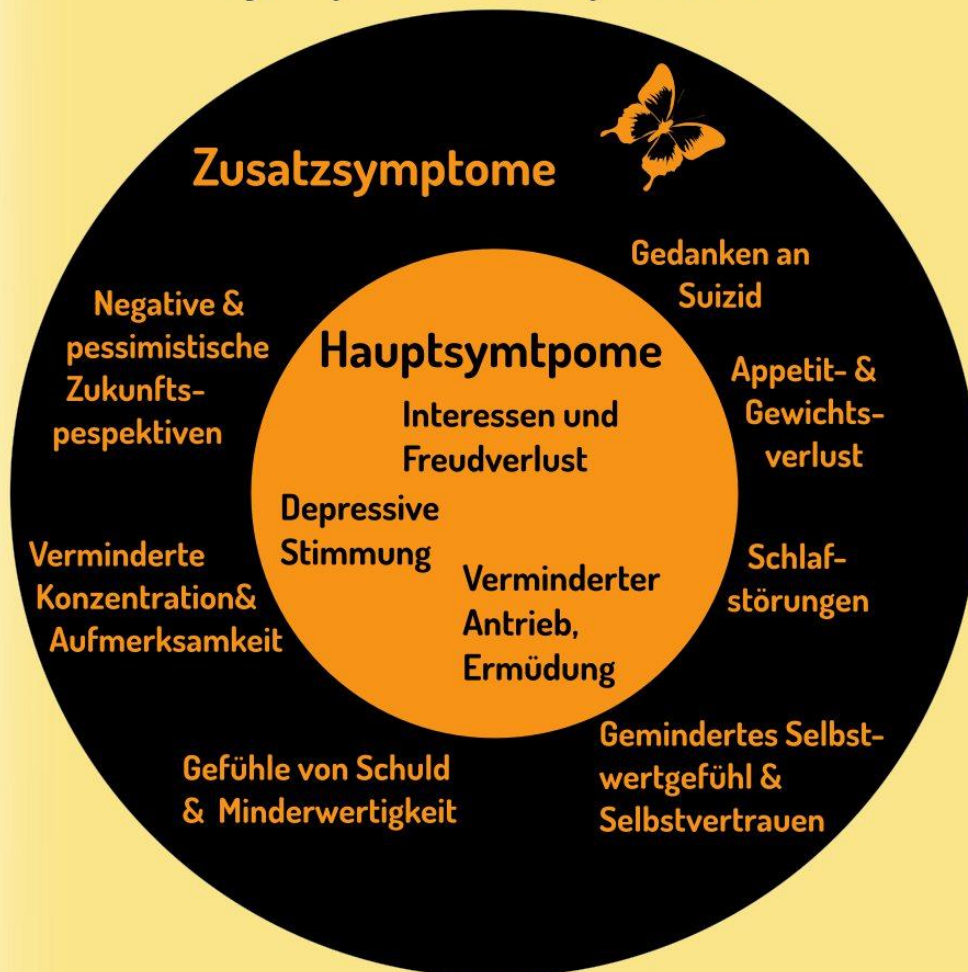 Zusatzsymptome
Gedanken an
Suizid
Negative &
pessimistische
Zukunfts-
pespektiven
Hauptsymtpome
Interessen und
Freudverlust
Appetit- &
Gewichts-
verlust
Depressive
Stimmung
Verminderte
Konzentration&
Aufmerksamkeit
Verminderter
Antrieb,
Ermüdung
Schlaf-
störungen
Gefühle von Schuld
& Minderwertigkeit
Gemindertes Selbst-
wertgefühl &
Selbstvertrauen